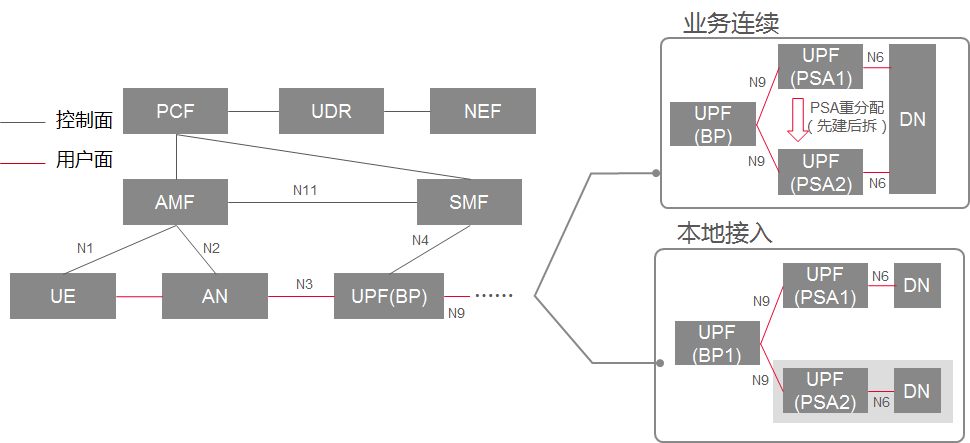 控制面
用户面
PCF
UDR
NEF
AMF
N11
SMF
N1
N2
N4
UE
AN
N3
UPF(BP)
N9
······
业务连续
UPF
(BP)
N9
N9
UPF
(PSA1)
N6
PSA重分配
（先建后拆）
UPF
(PSA2)
N6
DN
本地接入
UPF
(BP1)
N9
N9
UPF
(PSA1)
N6
DN
UPF
(PSA2)
N6
DN